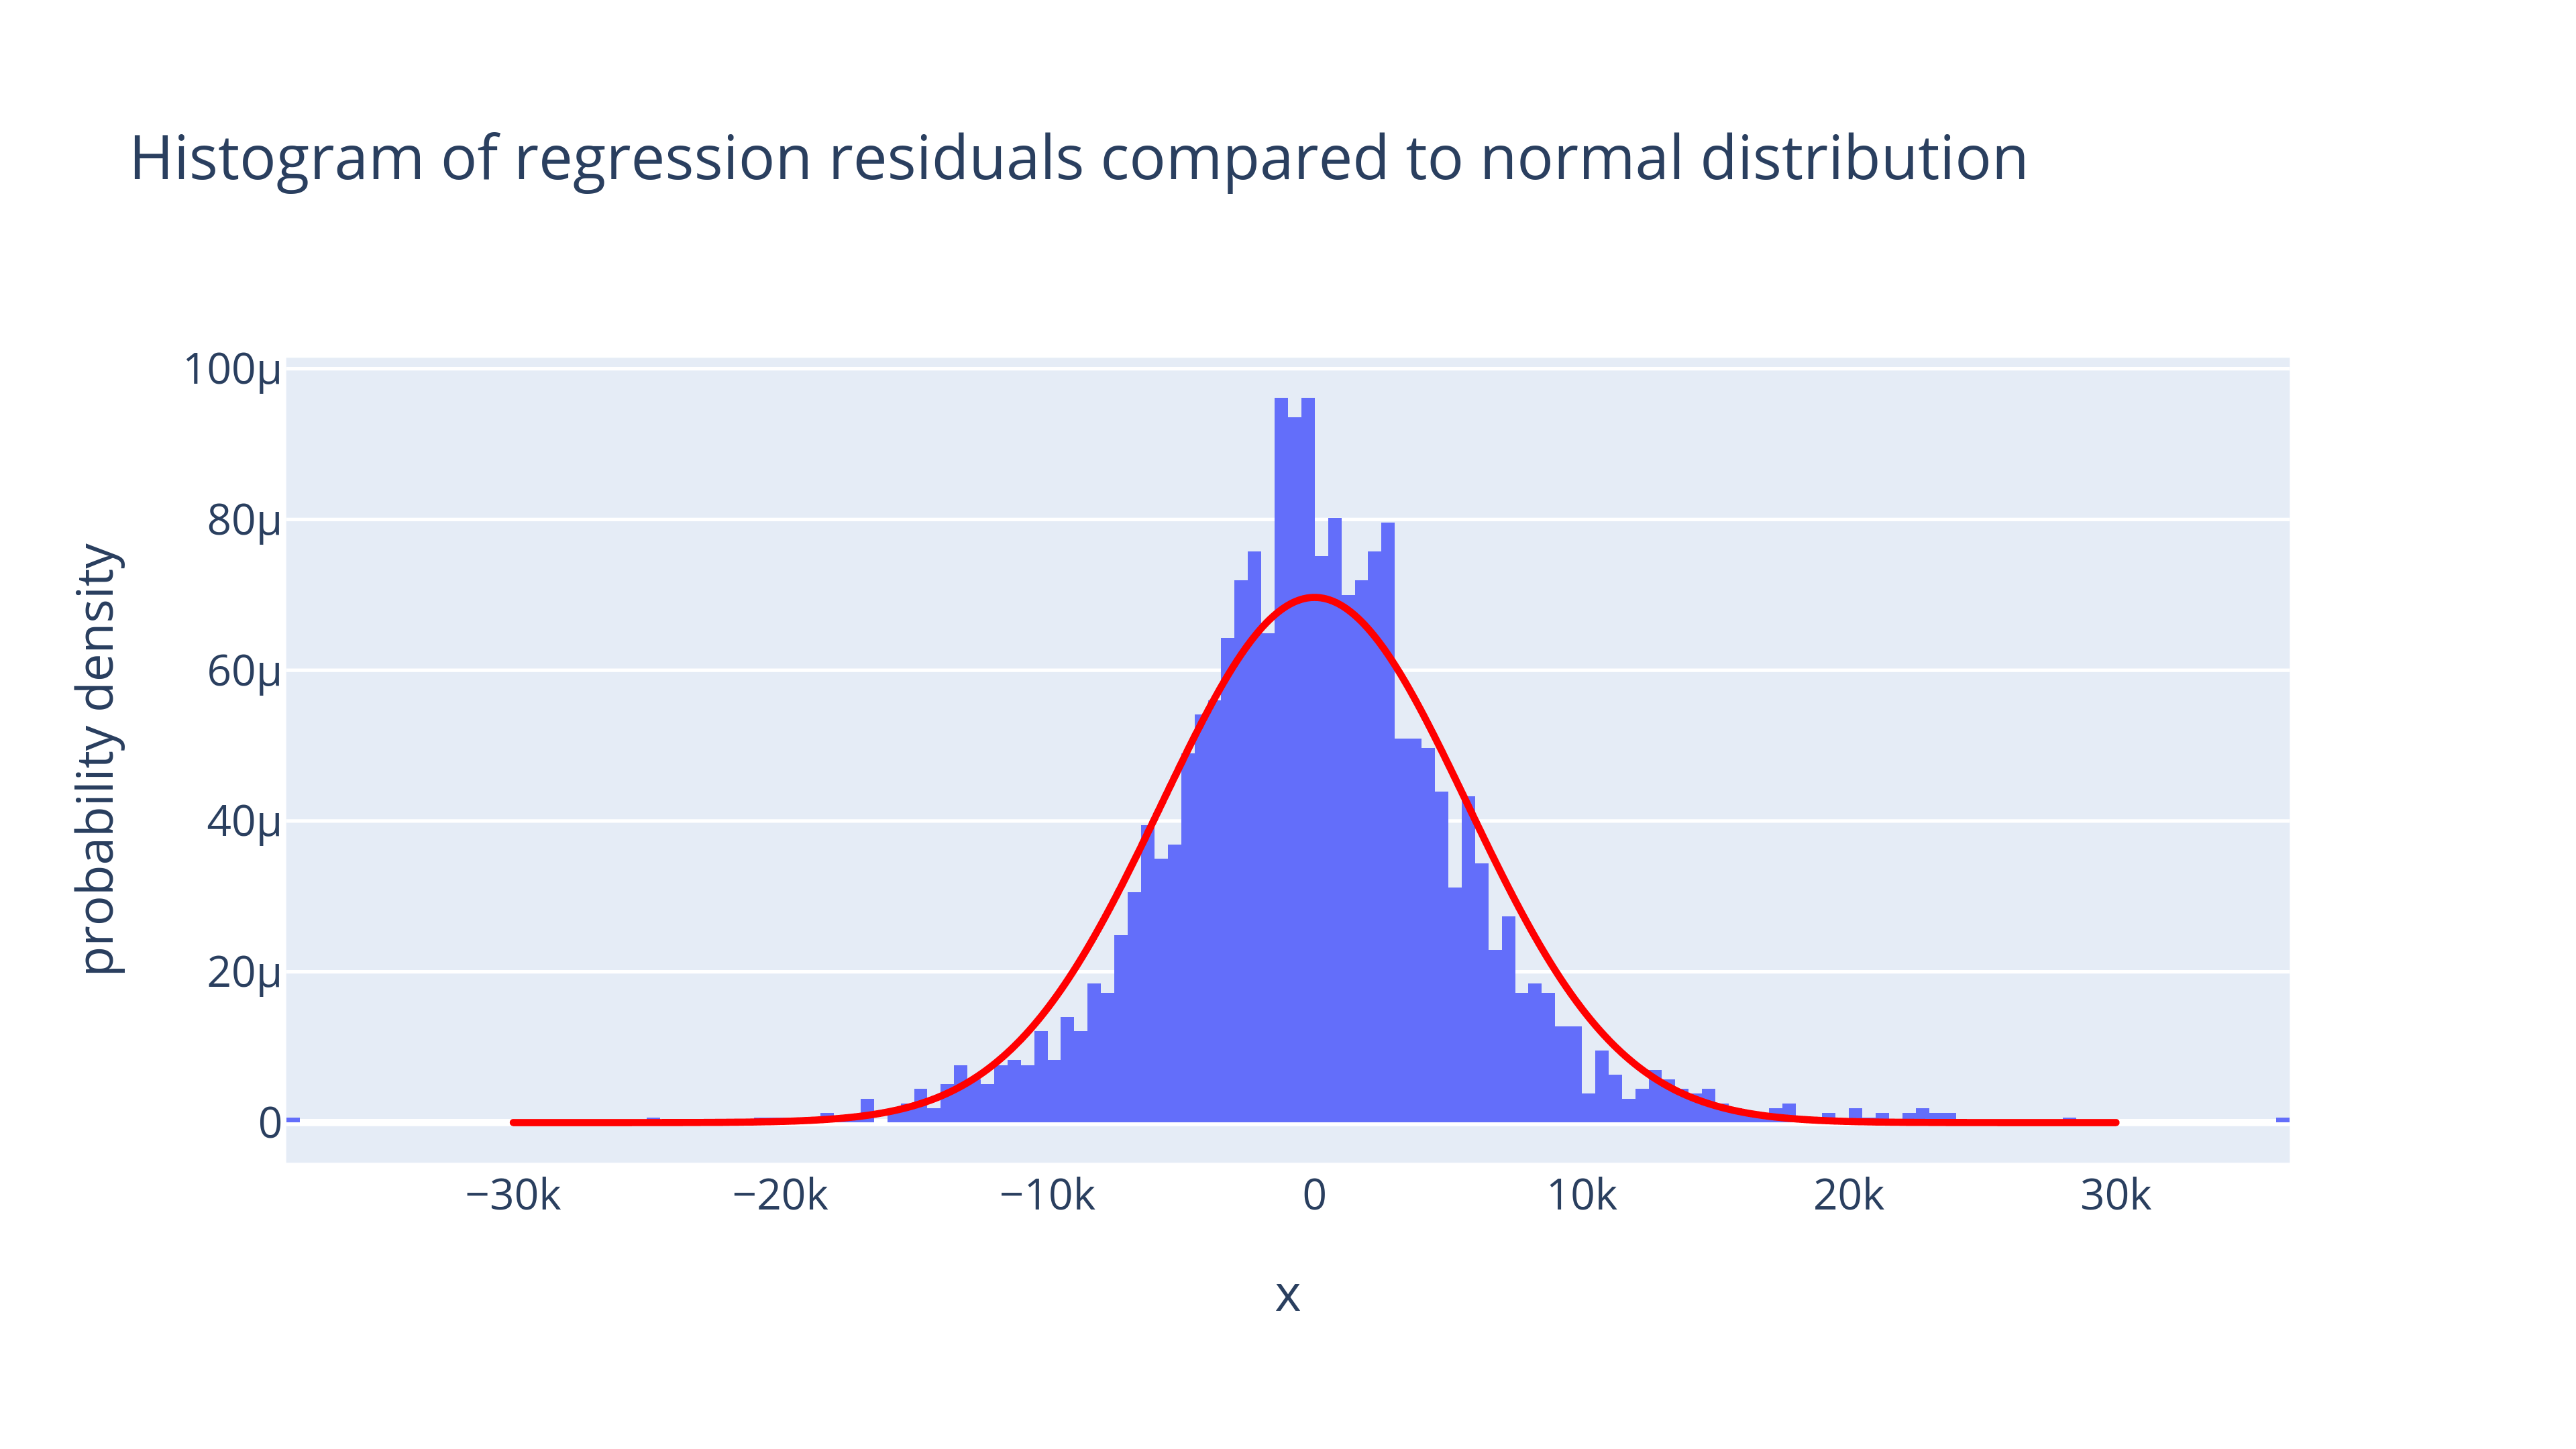 Histogram of regression residuals compared to normal distribution
100μ
80μ
60μ
40μ
20μ
0
probability density
−30k
−20k
−10k
0
10k
20k
30k
x